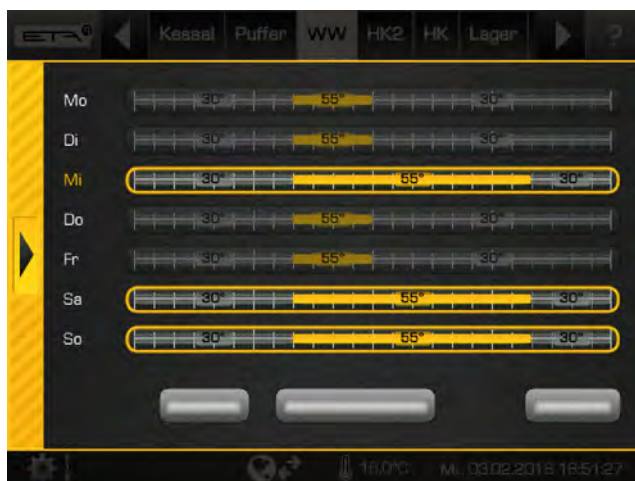 ETA® Kessel Puffer WW HK2 HK Lager ?
Mo 30° 55° 30°
Di 30° 55° 30°
Mi 30° 55° 30°
Do 30° 55° 30°
Fr 30° 55° 30°
Sa 30° 55° 30°
So 30° 55° 30°
16.0°C Mi., 03.02.2016 16:51:27